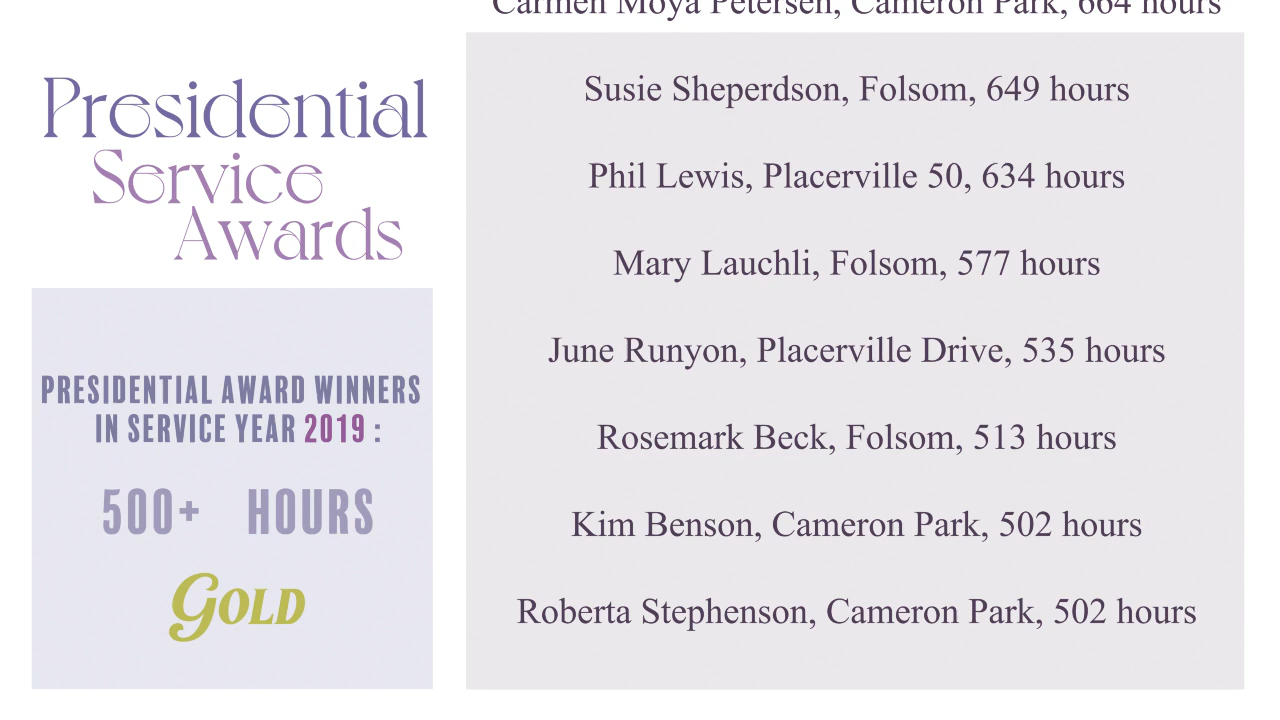 Presidential
Service
Awards
PRESIDENTIAL AWARD WINNERS
IN SERVICE YEAR 2019 :
500+ HOURS
GOLD
Carmen Moya Petersen, Cameron Park, 664 hours
Susie Sheperdson, Folsom, 649 hours
Phil Lewis, Placerville 50, 634 hours
Mary Lauchli, Folsom, 577 hours
June Runyon, Placerville Drive, 535 hours
Rosemark Beck, Folsom, 513 hours
Kim Benson, Cameron Park, 502 hours
Roberta Stephenson, Cameron Park, 502 hours